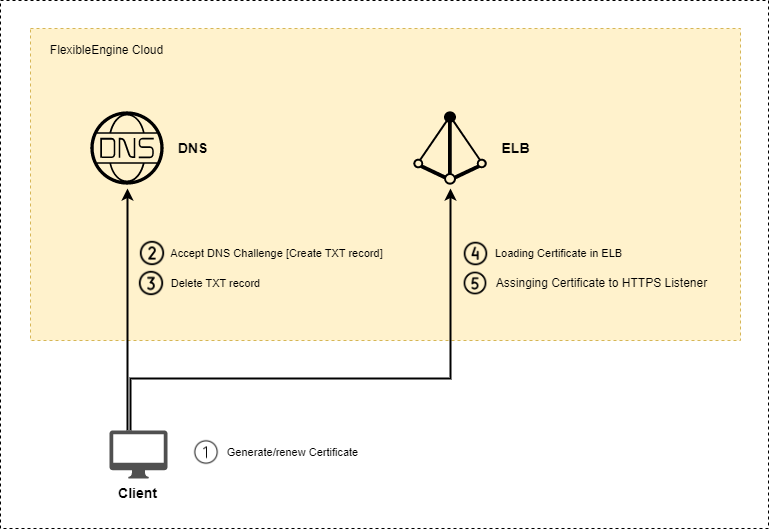 FlexibleEngine Cloud
DNS
DNS
ELB
2 Accept DNS Challenge [Create TXT record]
3 Delete TXT record
4 Loading Certificate in ELB
5 Assinging Certificate to HTTPS Listener
1 Generate/renew Certificate
Client